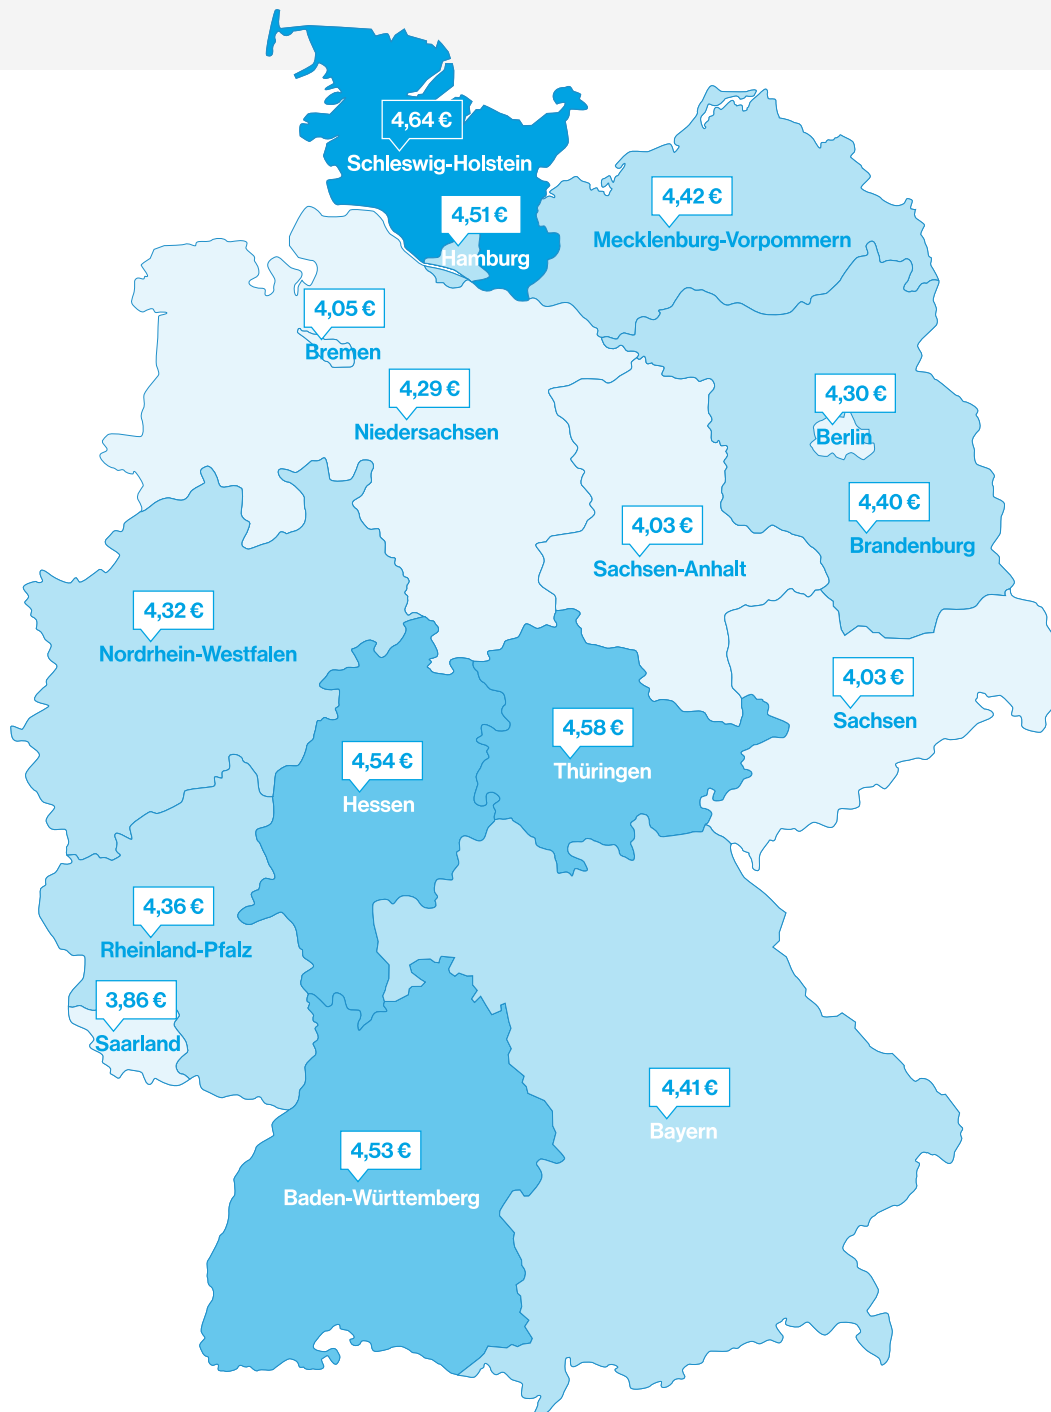 4,64 €
Schleswig-Holstein
4,51 €
Hamburg
4,42 €
Mecklenburg-Vorpommern
4,05 €
Bremen
4,29 €
Niedersachsen
4,30 €
Berlin
4,40 €
Brandenburg
4,03 €
Sachsen-Anhalt
4,32 €
Nordrhein-Westfalen
4,03 €
Sachsen
4,58 €
Thüringen
4,54 €
Hessen
4,36 €
Rheinland-Pfalz
3,86 €
Saarland
4,41 €
Bayern
4,53 €
Baden-Württemberg